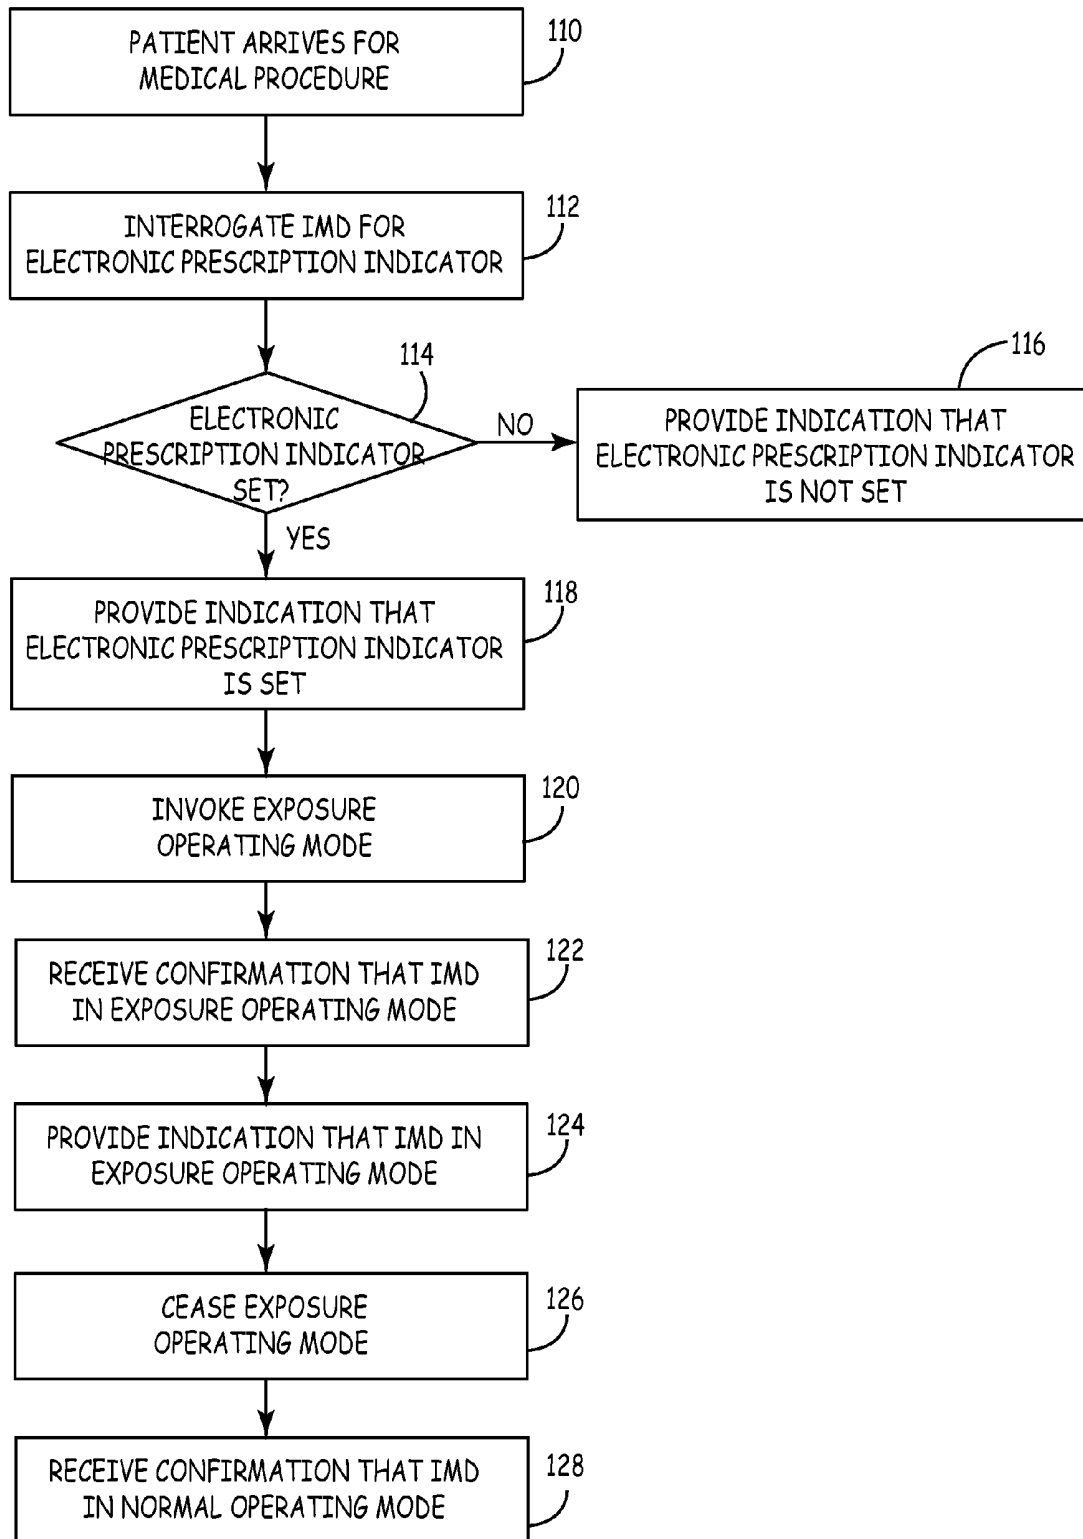 PATIENT ARRIVES FOR
MEDICAL PROCEDURE
110
INTERROGATE IMD FOR
ELECTRONIC PRESCRIPTION INDICATOR
112
ELECTRONIC
PRESCRIPTION INDICATOR
SET?
114
NO
PROVIDE INDICATION THAT
ELECTRONIC PRESCRIPTION INDICATOR
IS NOT SET
116
YES
PROVIDE INDICATION THAT
ELECTRONIC PRESCRIPTION INDICATOR
IS SET
118
INVOKE EXPOSURE
OPERATING MODE
120
RECEIVE CONFIRMATION THAT IMD
IN EXPOSURE OPERATING MODE
122
PROVIDE INDICATION THAT IMD IN
EXPOSURE OPERATING MODE
124
CEASE EXPOSURE
OPERATING MODE
126
RECEIVE CONFIRMATION THAT IMD
IN NORMAL OPERATING MODE
128